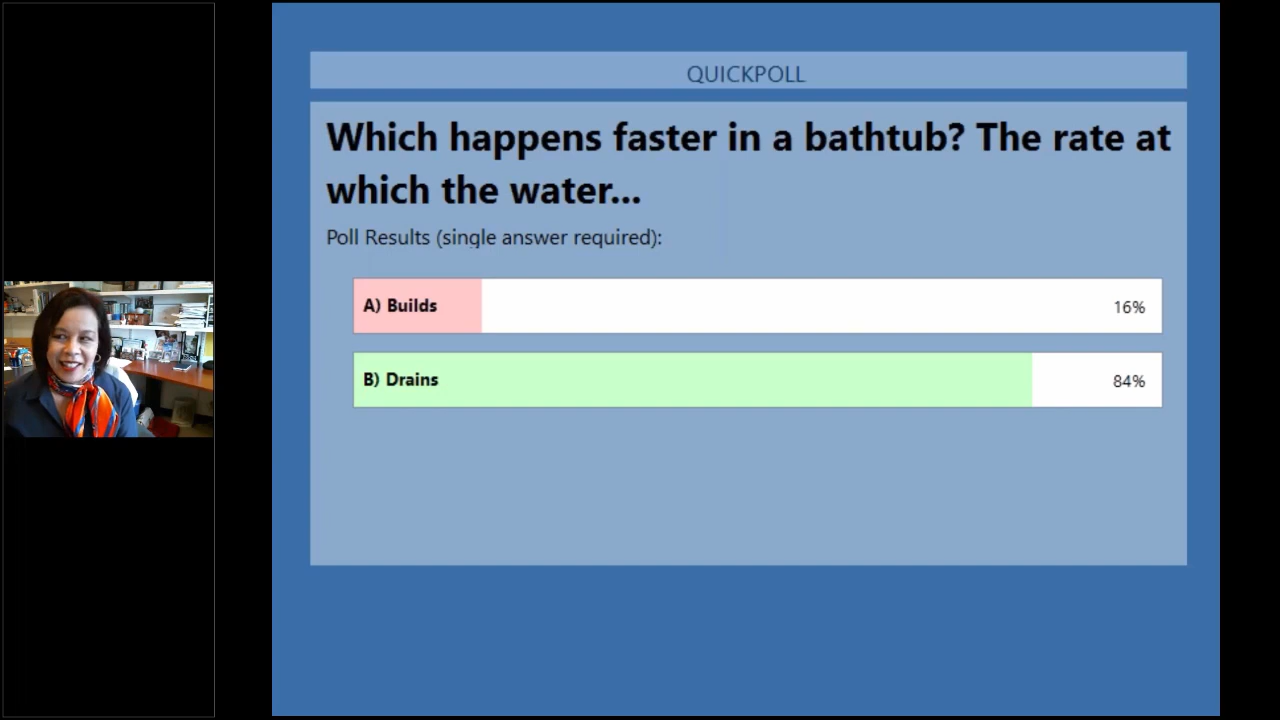 QUICKPOLL
Which happens faster in a bathtub? The rate at
which the water...
Poll Results (single answer required):
A) Builds 16%
B) Drains 84%